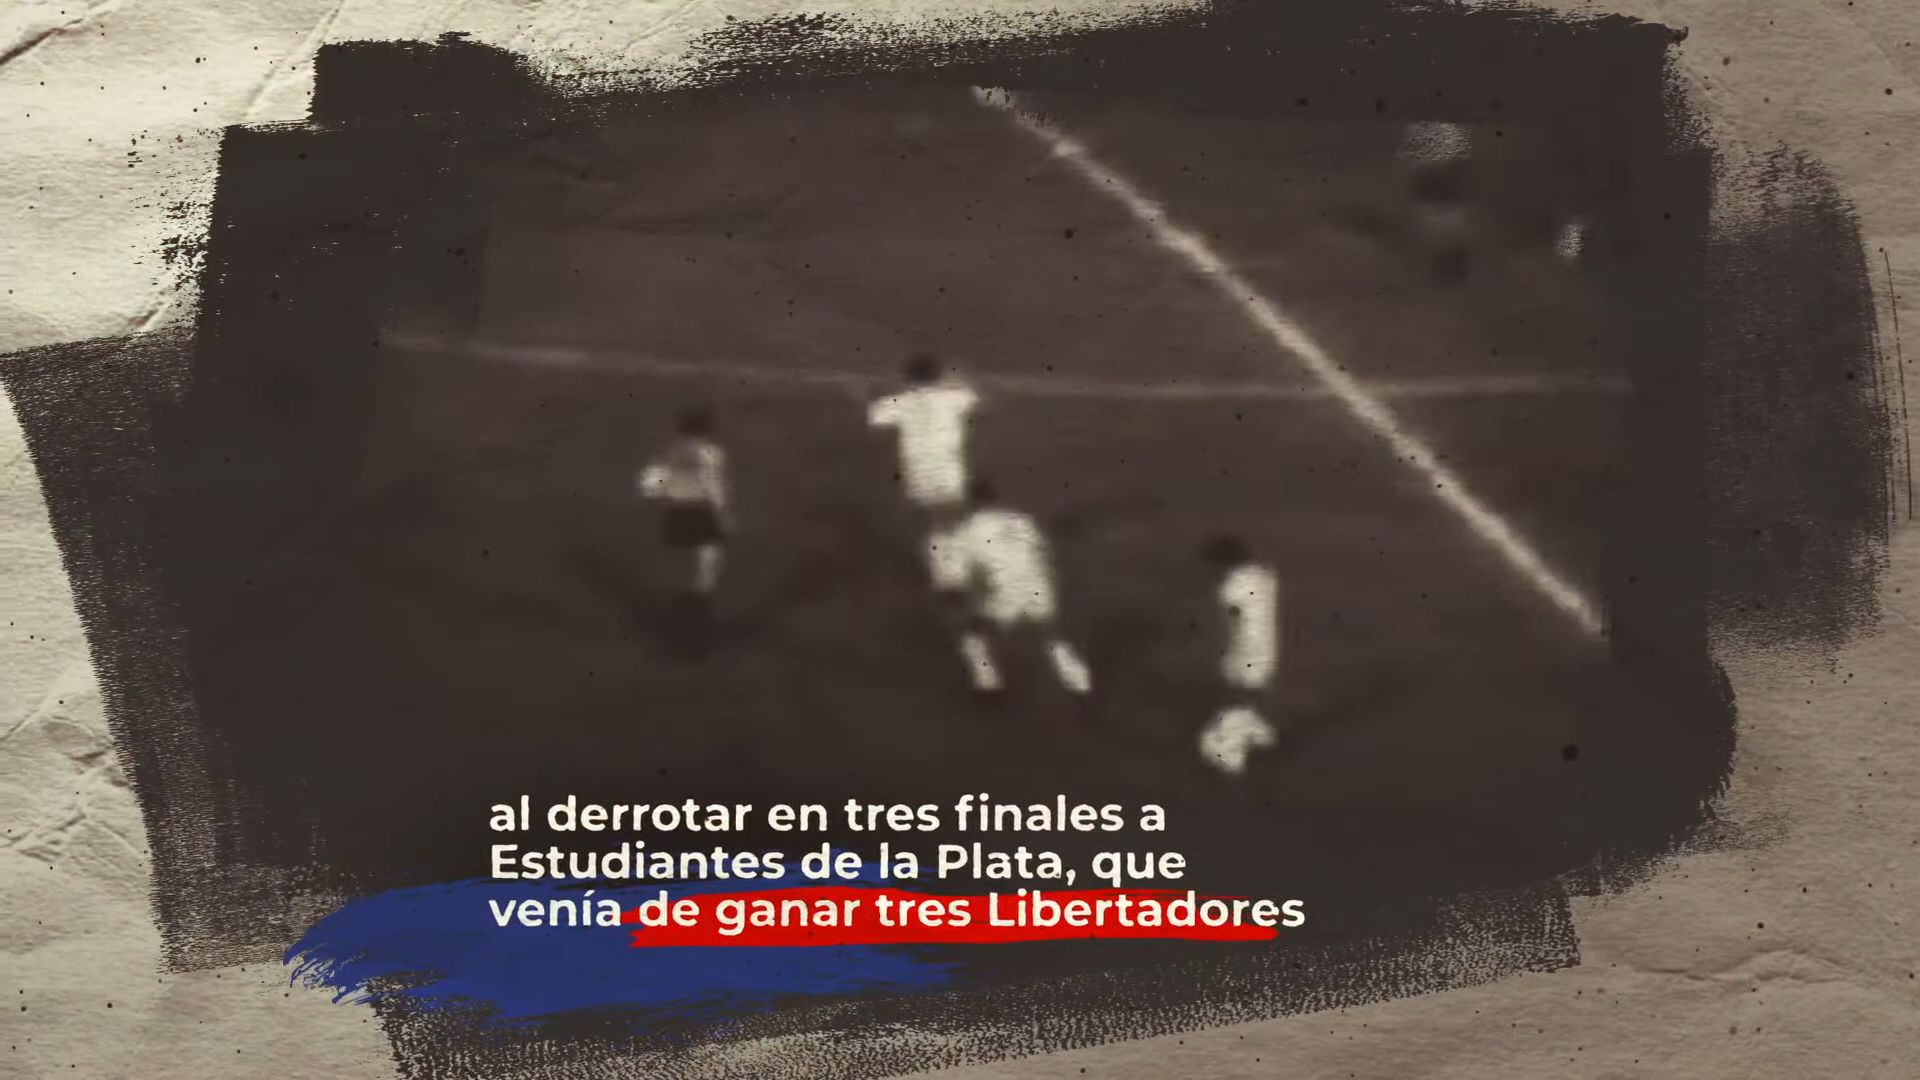 al derrotar en tres finales a
Estudiantes de la Plata, que
venía de ganar tres Libertadores